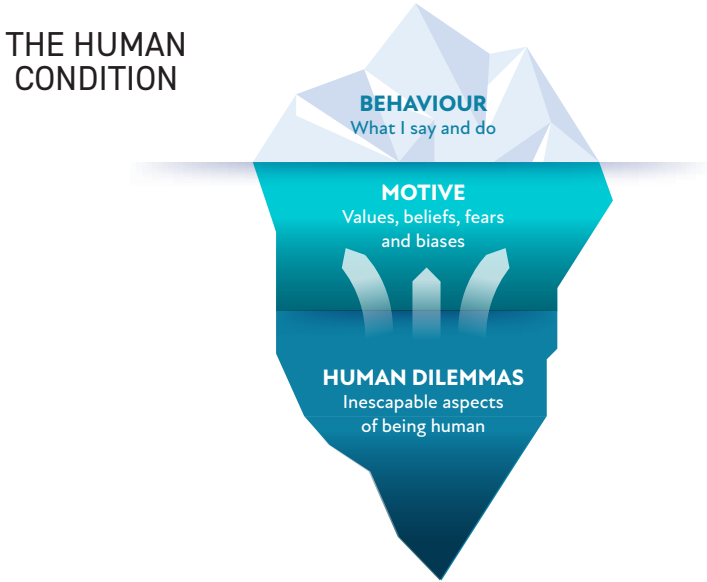 THE HUMAN
CONDITION
BEHAVIOUR
What I say and do
MOTIVE
Values, beliefs, fears
and biases
HUMAN DILEMMAS
Inescapable aspects
of being human